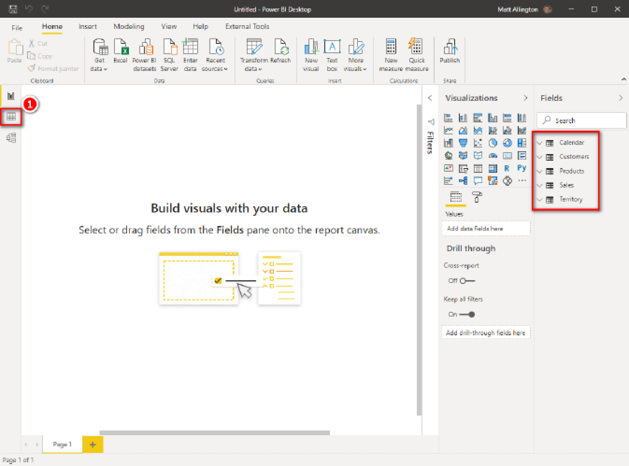 Untitled - Power BI Desktop
Matt Allington
File Home Insert Modeling View Help External Tools
Paste
Cut
Copy
Format painter
Clipboard
Get data
Excel
Power BI datasets
SQL Server
Enter data
Recent sources
Data
Transform data
Refresh
Queries
New visual
Text box
More visuals
Insert
New measure
Quick measure
Calculations
Publish
Share
1
Build visuals with your data
Select or drag fields from the Fields pane onto the report canvas.
Filters
Visualizations
R Py
Values
Add data fields here
Drill through
Cross-report
Off
Keep all filters
On
Add drill-through fields here
Fields
Search
Calendar
Customers
Products
Sales
Territory
Page 1
Page 1 of 1